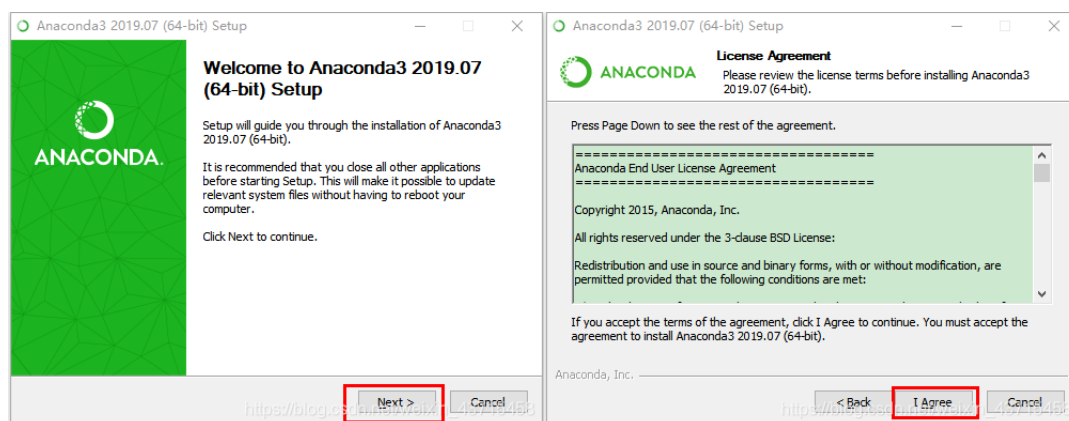 Anaconda3 2019.07 (64-bit) Setup
ANACONDA.
Welcome to Anaconda3 2019.07
(64-bit) Setup
Setup will guide you through the installation of Anaconda3
2019.07 (64-bit).
It is recommended that you close all other applications
before starting Setup. This will make it possible to update
relevant system files without having to reboot your
computer.
Click Next to continue.
Next >
Cancel
Anaconda3 2019.07 (64-bit) Setup
ANACONDA
License Agreement
Please review the license terms before installing Anaconda3
2019.07 (64-bit).
Press Page Down to see the rest of the agreement.
===================================
Anaconda End User License Agreement
===================================
Copyright 2015, Anaconda, Inc.
All rights reserved under the 3-clause BSD License:
Redistribution and use in source and binary forms, with or without modification, are
permitted provided that the following conditions are met:
If you accept the terms of the agreement, click I Agree to continue. You must accept the
agreement to install Anaconda3 2019.07 (64-bit).
Anaconda, Inc.
< Back
I Agree
Cancel